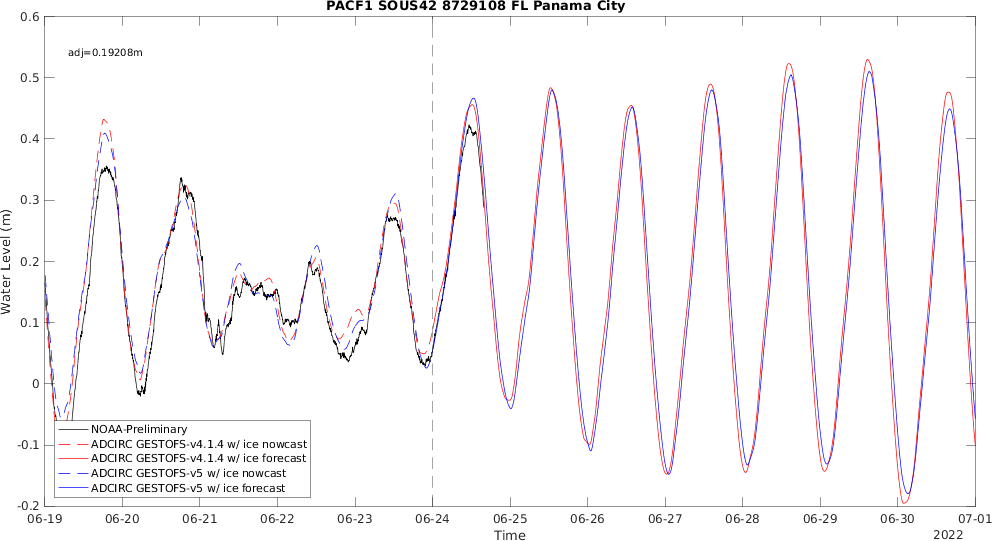 PACF1 SOUS42 8729108 FL Panama City
adj=0.19208m
0.6
0.5
0.4
0.3
0.2
0.1
0
-0.1
-0.2
Water Level (m)
NOAA-Preliminary
ADCIRC GESTOFS-v4.1.4 w/ ice nowcast
ADCIRC GESTOFS-v4.1.4 w/ ice forecast
ADCIRC GESTOFS-v5 w/ ice nowcast
ADCIRC GESTOFS-v5 w/ ice forecast
06-19 06-20 06-21 06-22 06-23 06-24 06-25 06-26 06-27 06-28 06-29 06-30 07-01
Time
2022